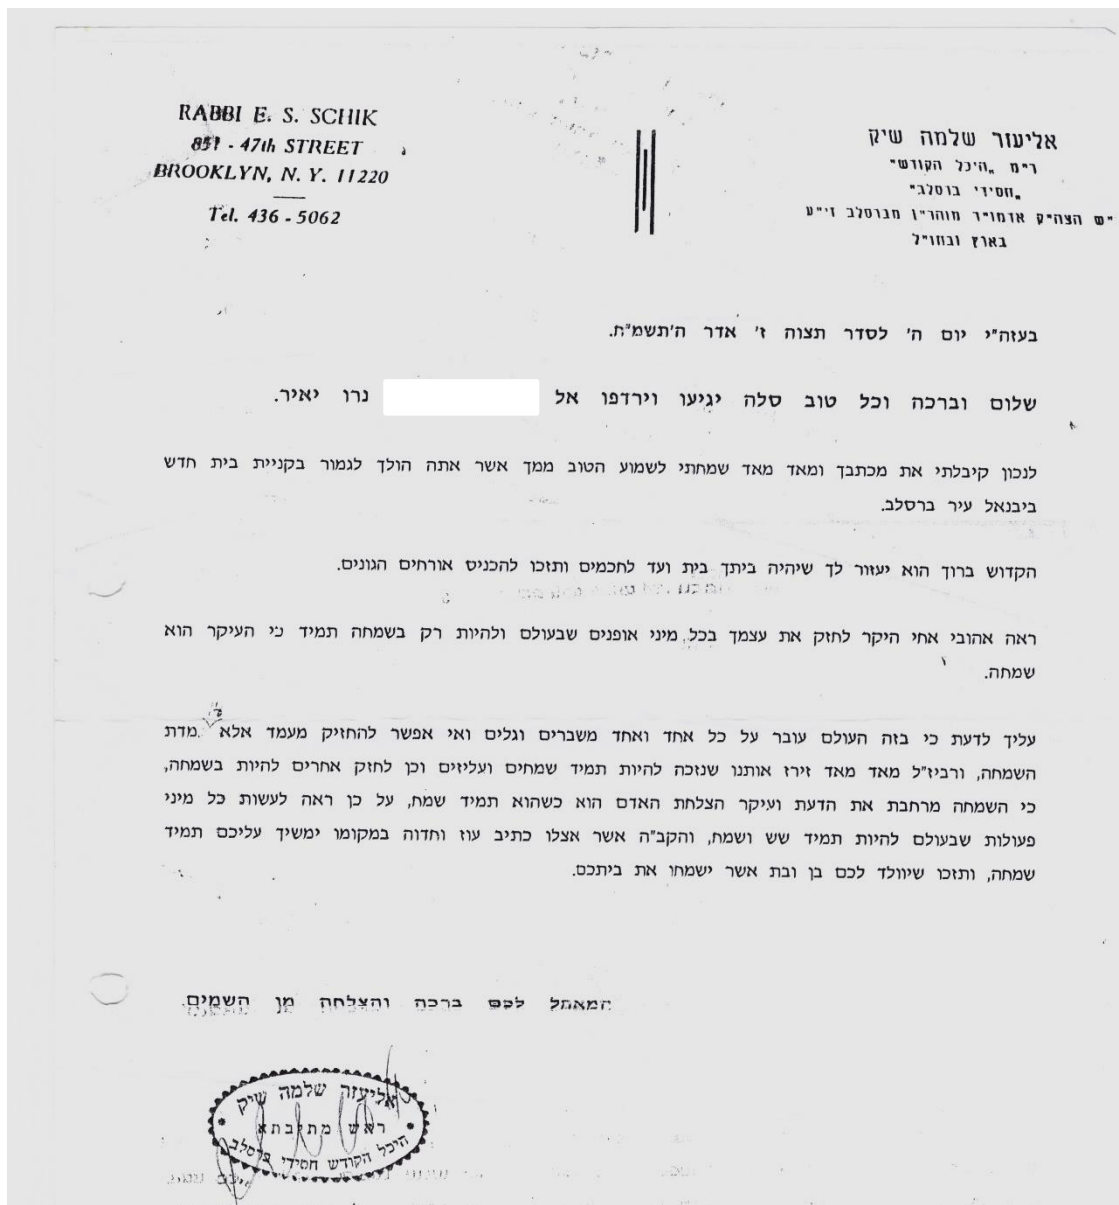 RABBI E. S. SCHIK
851 - 47th STREET
BROOKLYN, N. Y. 11220
Tel. 436 - 5062
אליעזר שלמה שיק
ר״מ „היכל הקודש״
„חסידי ברסלב״
ע״ש הצה״ק אדמו״ר מוהר״ן מברסלב זי״ע
בארץ ובחו״ל
בעזה״י יום ה' לסדר תצוה ז' אדר ה'תשמ״ח.
שלום וברכה וכל טוב סלה יגיעו וירדפו אל נרו יאיר.
לנכון קיבלתי את מכתבך ומאד מאד שמחתי לשמוע הטוב ממך אשר אתה הולך לגמור בקניית בית חדש
ביבנאל עיר ברסלב.
הקדוש ברוך הוא יעזור לך שיהיה ביתך בית ועד לחכמים ותזכו להכניס אורחים הגונים.
ראה אהובי אחי היקר לחזק את עצמך בכל מיני אופנים שבעולם ולהיות רק בשמחה תמיד כי העיקר הוא
שמחה.
עליך לדעת כי בזה העולם עובר על כל אחד ואחד משברים וגלים ואי אפשר להחזיק מעמד אלא ע״י מדת
השמחה, ורביז״ל מאד מאד זירז אותנו שנזכה להיות תמיד שמחים ועליזים וכן לחזק אחרים להיות בשמחה,
כי השמחה מרחבת את הדעת ועיקר הצלחת האדם הוא כשהוא תמיד שמח, על כן ראה לעשות כל מיני
פעולות שבעולם להיות תמיד שש ושמח, והקב״ה אשר אצלו כתיב עוז וחדוה במקומו ימשיך עליכם תמיד
שמחה, ותזכו שיוולד לכם בן ובת אשר ישמחו את ביתכם.
המאחל לכם ברכה והצלחה מן השמים.
אליעזר שלמה שיק
ראש מתיבתא
היכל הקודש חסידי ברסלב